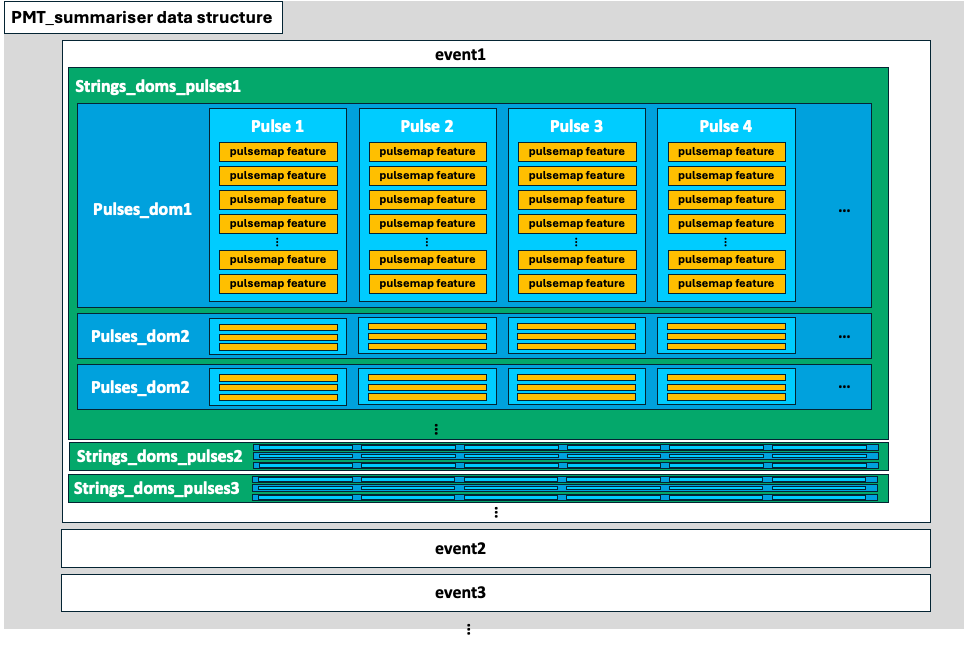 PMT_summariser data structure
event1
Strings_doms_pulses1
Pulses_dom1
Pulse 1
pulsemap feature
pulsemap feature
pulsemap feature
pulsemap feature
⋮
pulsemap feature
pulsemap feature
Pulse 2
pulsemap feature
pulsemap feature
pulsemap feature
pulsemap feature
⋮
pulsemap feature
pulsemap feature
Pulse 3
pulsemap feature
pulsemap feature
pulsemap feature
pulsemap feature
⋮
pulsemap feature
pulsemap feature
Pulse 4
pulsemap feature
pulsemap feature
pulsemap feature
pulsemap feature
⋮
pulsemap feature
pulsemap feature
...
Pulses_dom2
...
Pulses_dom2
...
⋮
Strings_doms_pulses2
Strings_doms_pulses3
⋮
event2
event3
⋮